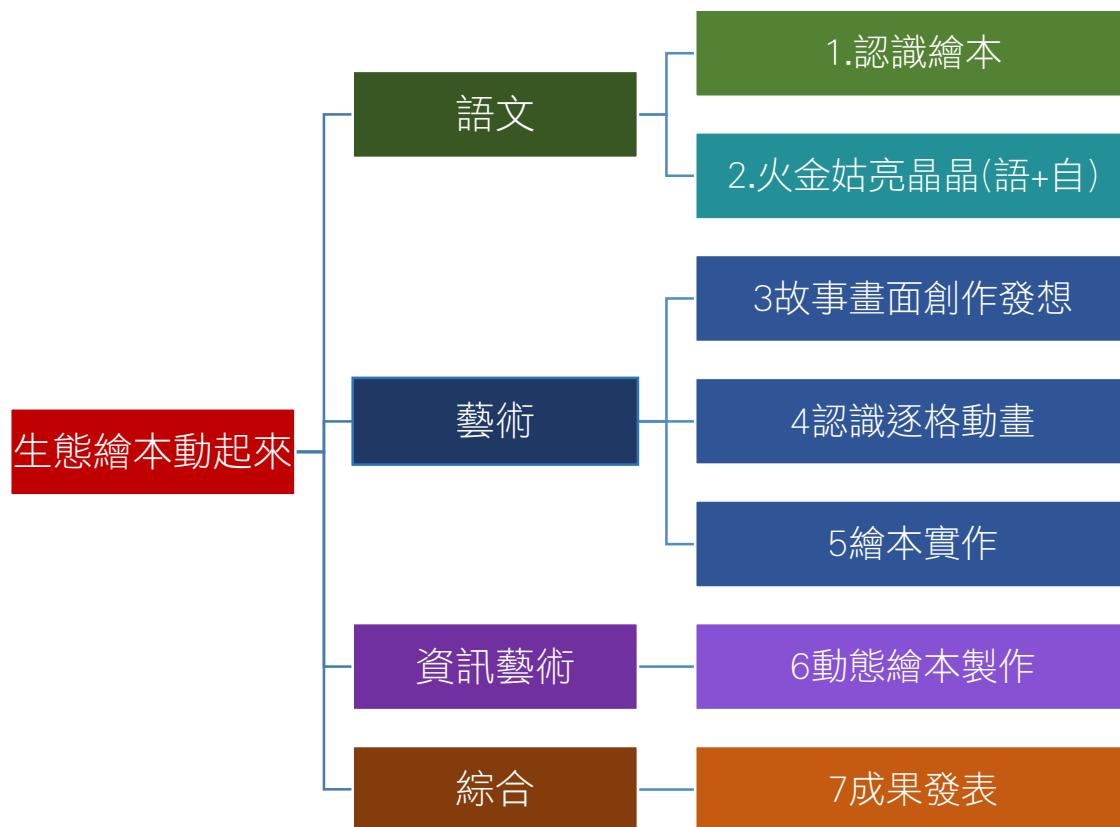 生態繪本動起來
語文
1.認識繪本
2.火金姑亮晶晶(語+自)
藝術
3故事畫面創作發想
4認識逐格動畫
5繪本實作
資訊藝術
6動態繪本製作
綜合
7成果發表